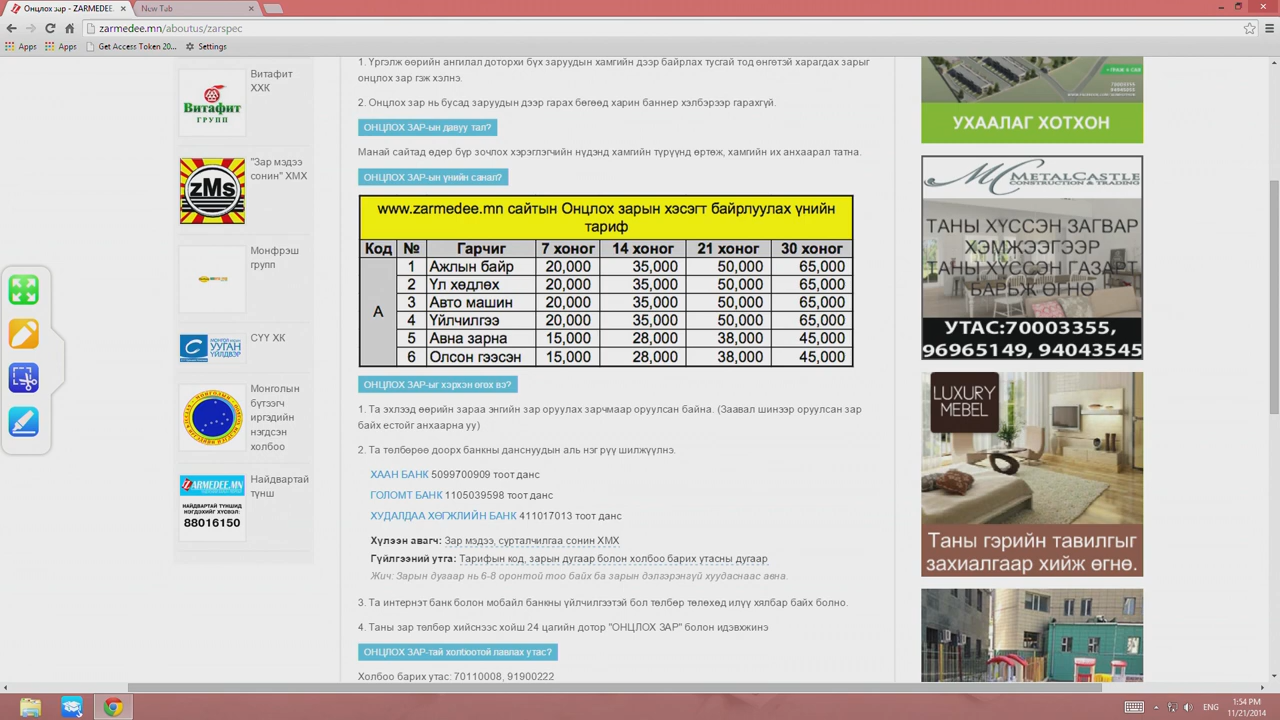 Онцлох зар - ZARMEDEE.
New Tab
zarmedee.mn/aboutus/zarspec
Apps
Apps
Get Access Token 20...
Settings
Витафит
ХХК
Витафит
ГРУПП
"Зар мэдээ
сонин" ХМХ
ZMS
Монфрэш
групп
СҮҮ ХК
УУГАН
ҮЙЛДВЭР
Монголын
бүтээгч
иргэдийн
нэгдсэн
холбоо
Найдвартай
түнш
ZARMEDEE.MN
НАЙДВАРТАЙ ТҮНШИД
НЭГДЭХИЙГ ХҮСВЭЛ:
88016150
1. Үргэлж өөрийн ангилал доторхи бүх заруудын хамгийн дээр байрлах тусгай тод өнгөтэй харагдах зарыг
онцлох зар гэж хэлнэ.
2. Онцлох зар нь бусад заруудын дээр гарах бөгөөд харин баннер хэлбэрээр гарахгүй.
ОНЦЛОХ ЗАР-ын давуу тал?
Манай сайтад өдөр бүр зочлох хэрэглэгчийн нүдэнд хамгийн түрүүнд өртөж, хамгийн их анхаарал татна.
ОНЦЛОХ ЗАР-ын үнийн санал?
www.zarmedee.mn сайтын Онцлох зарын хэсэгт байрлуулах үнийн
тариф
Код № Гарчиг 7 хоног 14 хоног 21 хоног 30 хоног
1 Ажлын байр 20,000 35,000 50,000 65,000
2 Үл хөдлөх 20,000 35,000 50,000 65,000
3 Авто машин 20,000 35,000 50,000 65,000
А
4 Үйлчилгээ 20,000 35,000 50,000 65,000
5 Авна зарна 15,000 28,000 38,000 45,000
6 Олсон гээсэн 15,000 28,000 38,000 45,000
ОНЦЛОХ ЗАР-ыг хэрхэн өгөх вэ?
1. Та эхлээд өөрийн зараа энгийн зар оруулах зарчмаар оруулсан байна. (Заавал шинээр оруулсан зар
байх ёстойг анхаарна уу)
2. Та төлбөрөө доорх банкны данснуудын аль нэг рүү шилжүүлнэ.
ХААН БАНК 5099700909 тоот данс
ГОЛОМТ БАНК 1105039598 тоот данс
ХУДАЛДАА ХӨГЖЛИЙН БАНК 411017013 тоот данс
Хүлээн авагч: Зар мэдээ, сурталчилгаа сонин ХМХ
Гүйлгээний утга: Тарифын код, зарын дугаар болон холбоо барих утасны дугаар
Жич: Зарын дугаар нь 6-8 оронтой тоо байх ба зарын дэлгэрэнгүй хуудаснаас авна.
3. Та интернэт банк болон мобайл банкны үйлчилгээтэй бол төлбөр төлөхөд илүү хялбар байх болно.
4. Таны зар төлбөр хийснээс хойш 24 цагийн дотор "ОНЦЛОХ ЗАР" болон идэвхжинэ
ОНЦЛОХ ЗАР-тай холбоотой лавлах утас?
Холбоо барих утас: 70110008, 91900222
УХААЛАГ ХОТХОН
METALCASTLE
CONSTRUCTION & TRADING
ТАНЫ ХҮССЭН ЗАГВАР
ХЭМЖЭЭГЭЭР
ТАНЫ ХҮССЭН ГАЗАРТ
БАРЬЖ ӨГНӨ
УТАС:70003355,
96965149, 94043545
LUXURY
MEBEL
Таны гэрийн тавилгыг
захиалгаар хийж өгнө.
ENG
1:54 PM
11/21/2014